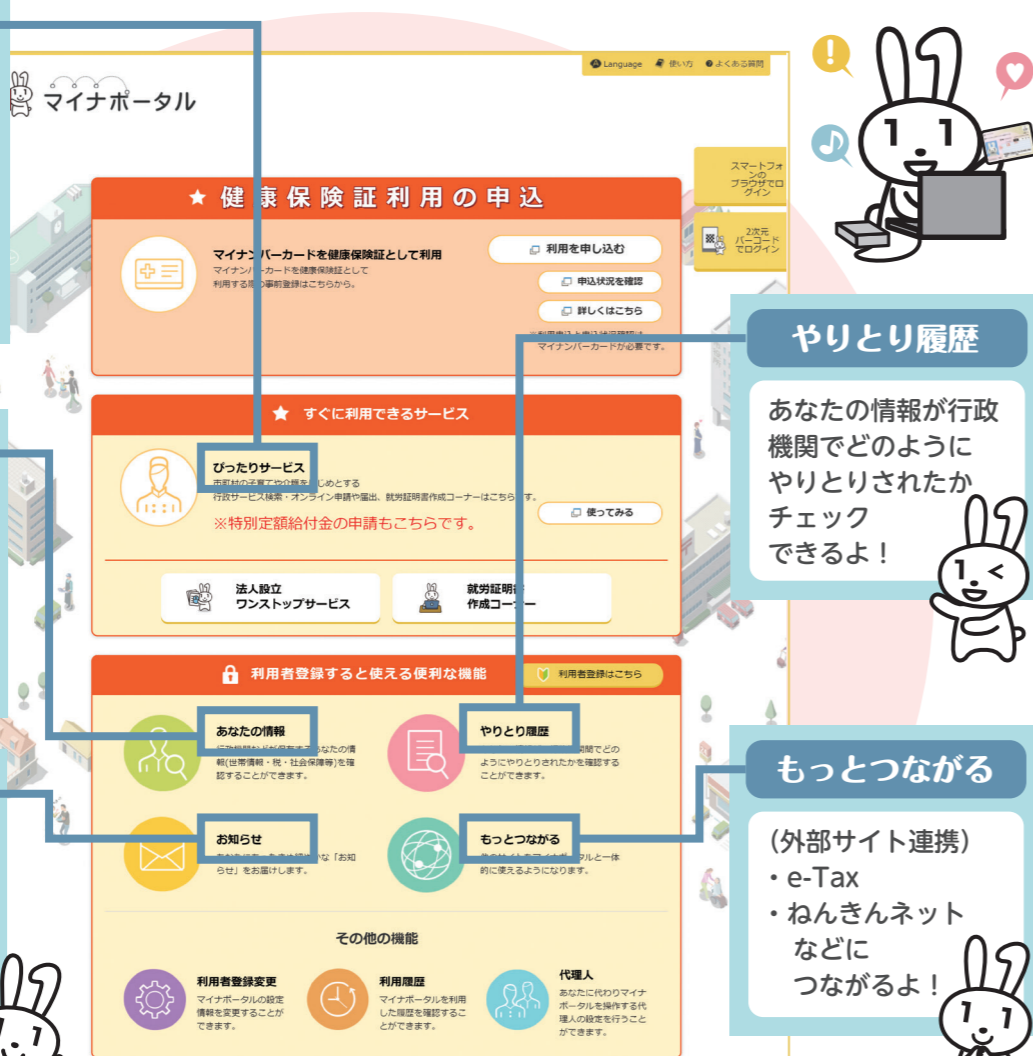 Language 使い方 よくある質問
マイナポータル
スマートフォ
ンの
ブラウザでロ
グイン
2次元
バーコード
でログイン
★ 健康保険証利用の申込
マイナンバーカードを健康保険証として利用
マイナンバーカードを健康保険証として
利用する際の事前登録はこちらから。
利用を申し込む
申込状況を確認
詳しくはこちら
マイナンバーカードが必要です。
★ すぐに利用できるサービス
ぴったりサービス
行政サービス検索・オンライン申請や届出、就労証明書作成コーナーはこちらです。
※特別定額給付金の申請もこちらです。
使ってみる
法人設立
ワンストップサービス
就労証明書
作成コーナー
利用者登録すると使える便利な機能
利用者登録はこちら
あなたの情報
あなたの情
報(世帯情報・税・社会保障等)を確
認することができます。
やりとり履歴
関間でどの
ようにやりとりされたかを確認する
ことができます。
お知らせ
な「お知
らせ」をお届けします。
もっとつながる
ータルと一体
的に使えるようになります。
その他の機能
利用者登録変更
マイナポータルの設定
情報を変更することが
できます。
利用履歴
マイナポータルを利用
した履歴を確認するこ
とができます。
代理人
あなたに代わりマイナ
ポータルを操作する代
理人の設定を行うこと
ができます。
やりとり履歴
あなたの情報が行政
機関でどのように
やりとりされたか
チェック
できるよ！
もっとつながる
（外部サイト連携）
・e-Tax
・ねんきんネット
などに
つながるよ！